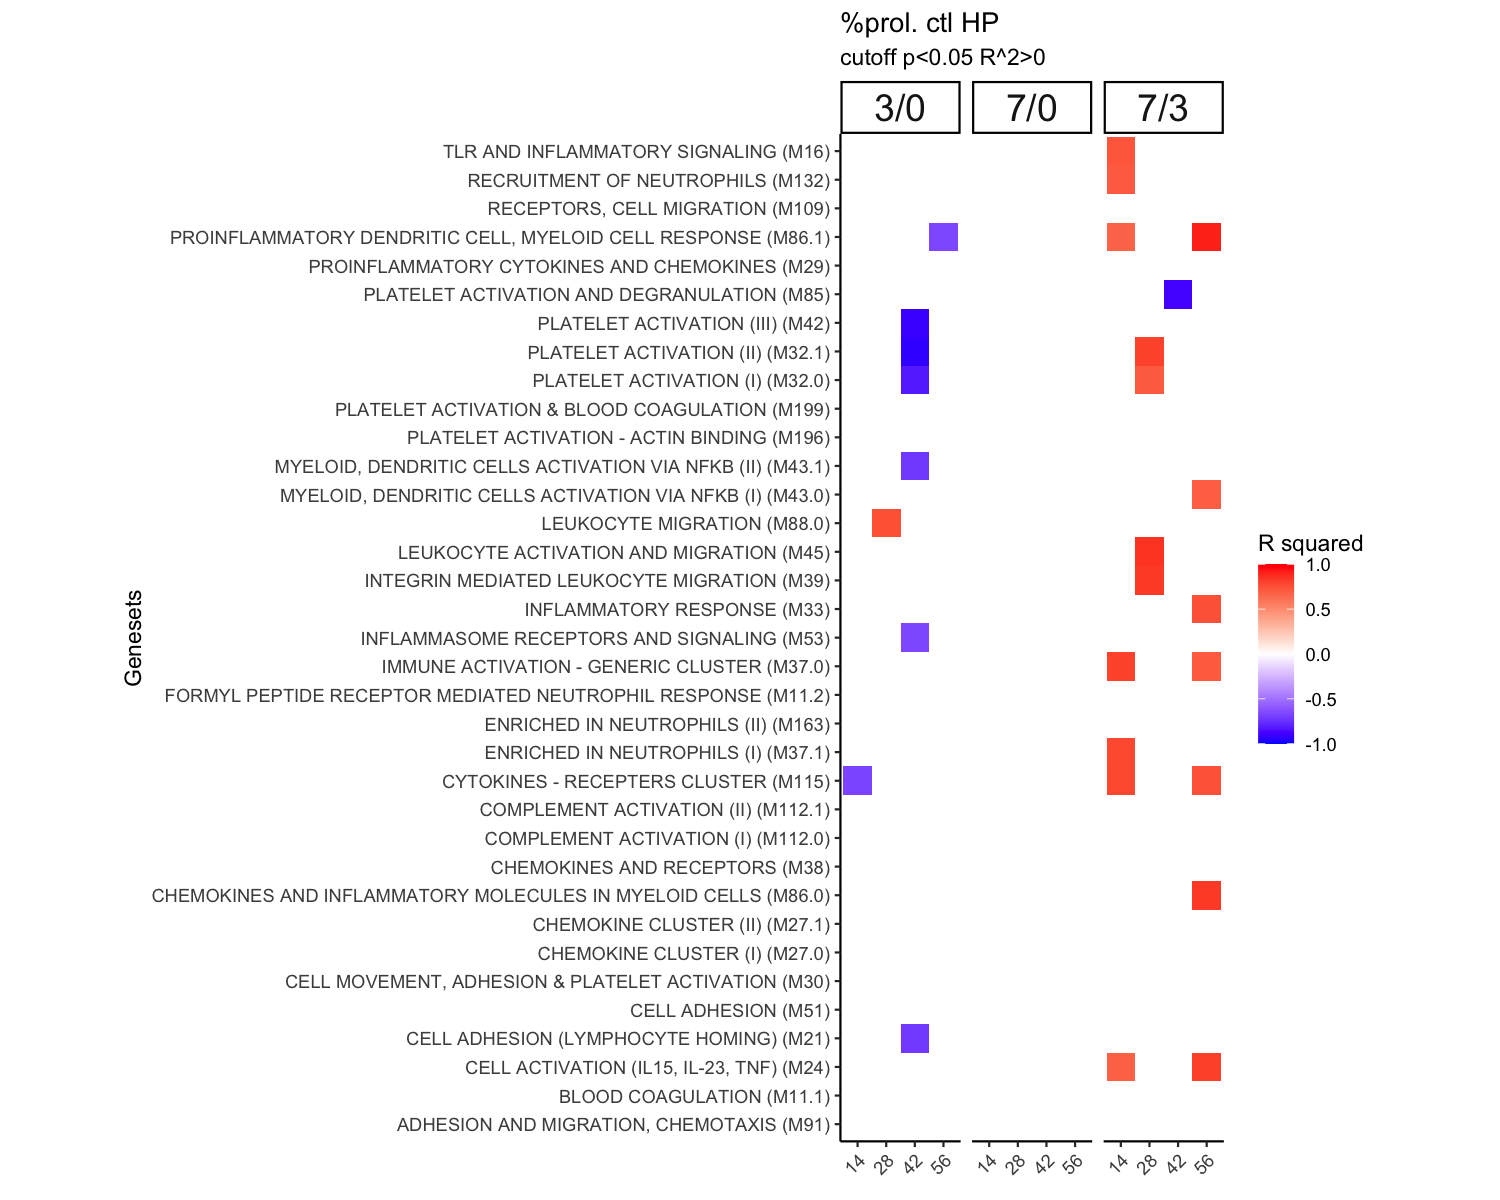 %prol. ctl HP
cutoff p<0.05 R^2>0
3/0 7/0 7/3
TLR AND INFLAMMATORY SIGNALING (M16)
RECRUITMENT OF NEUTROPHILS (M132)
RECEPTORS, CELL MIGRATION (M109)
PROINFLAMMATORY DENDRITIC CELL, MYELOID CELL RESPONSE (M86.1)
PROINFLAMMATORY CYTOKINES AND CHEMOKINES (M29)
PLATELET ACTIVATION AND DEGRANULATION (M85)
PLATELET ACTIVATION (III) (M42)
PLATELET ACTIVATION (II) (M32.1)
PLATELET ACTIVATION (I) (M32.0)
PLATELET ACTIVATION & BLOOD COAGULATION (M199)
PLATELET ACTIVATION - ACTIN BINDING (M196)
MYELOID, DENDRITIC CELLS ACTIVATION VIA NFKB (II) (M43.1)
MYELOID, DENDRITIC CELLS ACTIVATION VIA NFKB (I) (M43.0)
LEUKOCYTE MIGRATION (M88.0)
LEUKOCYTE ACTIVATION AND MIGRATION (M45)
INTEGRIN MEDIATED LEUKOCYTE MIGRATION (M39)
INFLAMMATORY RESPONSE (M33)
INFLAMMASOME RECEPTORS AND SIGNALING (M53)
IMMUNE ACTIVATION - GENERIC CLUSTER (M37.0)
FORMYL PEPTIDE RECEPTOR MEDIATED NEUTROPHIL RESPONSE (M11.2)
ENRICHED IN NEUTROPHILS (II) (M163)
ENRICHED IN NEUTROPHILS (I) (M37.1)
CYTOKINES - RECEPTERS CLUSTER (M115)
COMPLEMENT ACTIVATION (II) (M112.1)
COMPLEMENT ACTIVATION (I) (M112.0)
CHEMOKINES AND RECEPTORS (M38)
CHEMOKINES AND INFLAMMATORY MOLECULES IN MYELOID CELLS (M86.0)
CHEMOKINE CLUSTER (II) (M27.1)
CHEMOKINE CLUSTER (I) (M27.0)
CELL MOVEMENT, ADHESION & PLATELET ACTIVATION (M30)
CELL ADHESION (M51)
CELL ADHESION (LYMPHOCYTE HOMING) (M21)
CELL ACTIVATION (IL15, IL-23, TNF) (M24)
BLOOD COAGULATION (M11.1)
ADHESION AND MIGRATION, CHEMOTAXIS (M91)
Genesets
14 28 42 56 14 28 42 56 14 28 42 56
R squared
1.0
0.5
0.0
-0.5
-1.0